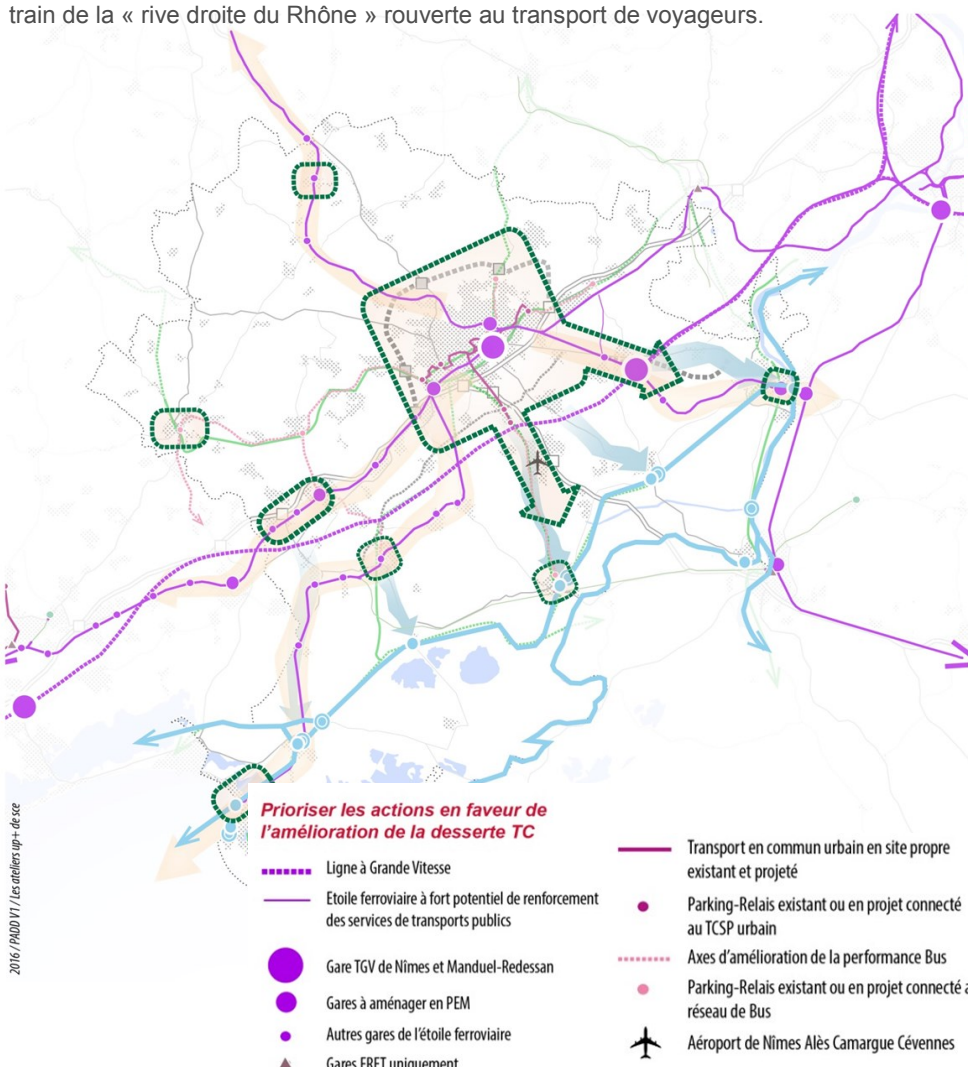 train de la « rive droite du Rhône » rouverte au transport de voyageurs.
2016 / PADD V1 / Les ateliers up+ de sce
Prioriser les actions en faveur de
l’amélioration de la desserte TC
Ligne à Grande Vitesse
Etoile ferroviaire à fort potentiel de renforcement
des services de transports publics
Gare TGV de Nîmes et Manduel-Redessan
Gares à aménager en PEM
Autres gares de l'étoile ferroviaire
Gares FRET uniquement
Transport en commun urbain en site propre
existant et projeté
Parking-Relais existant ou en projet connecté
au TCSP urbain
Axes d'amélioration de la performance Bus
Parking-Relais existant ou en projet connecté a
réseau de Bus
Aéroport de Nîmes Alès Camargue Cévennes